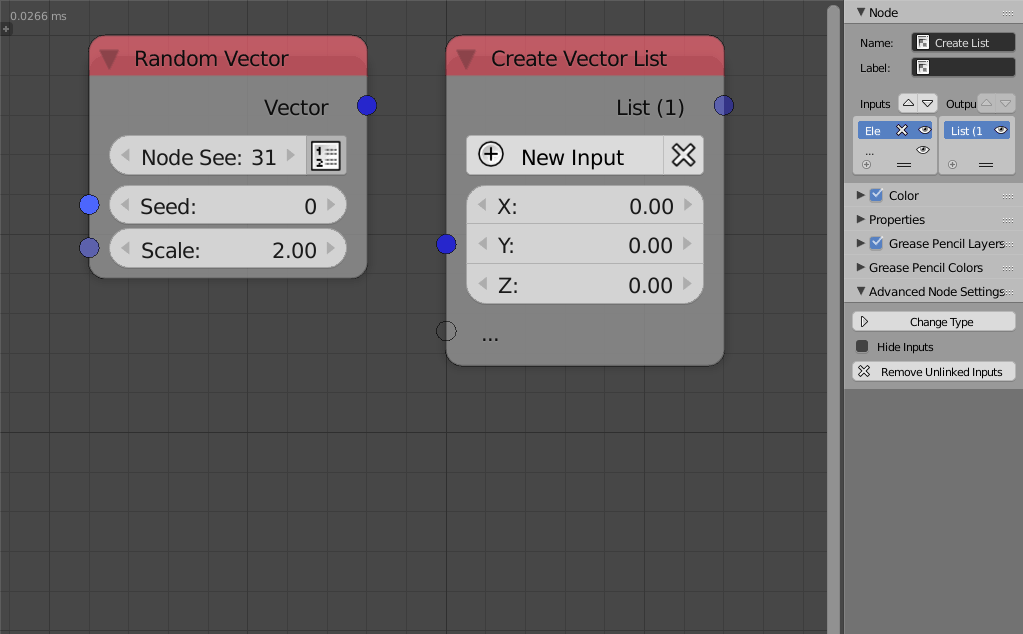 0.0266 ms
Random Vector
Vector
Node See: 31
Seed: 0
Scale: 2.00
Create Vector List
List (1)
New Input
X: 0.00
Y: 0.00
Z: 0.00
...
Node
Name: Create List
Label:
Inputs Outpu
Ele List (1
...
Color
Properties
Grease Pencil Layers
Grease Pencil Colors
Advanced Node Settings
Change Type
Hide Inputs
Remove Unlinked Inputs